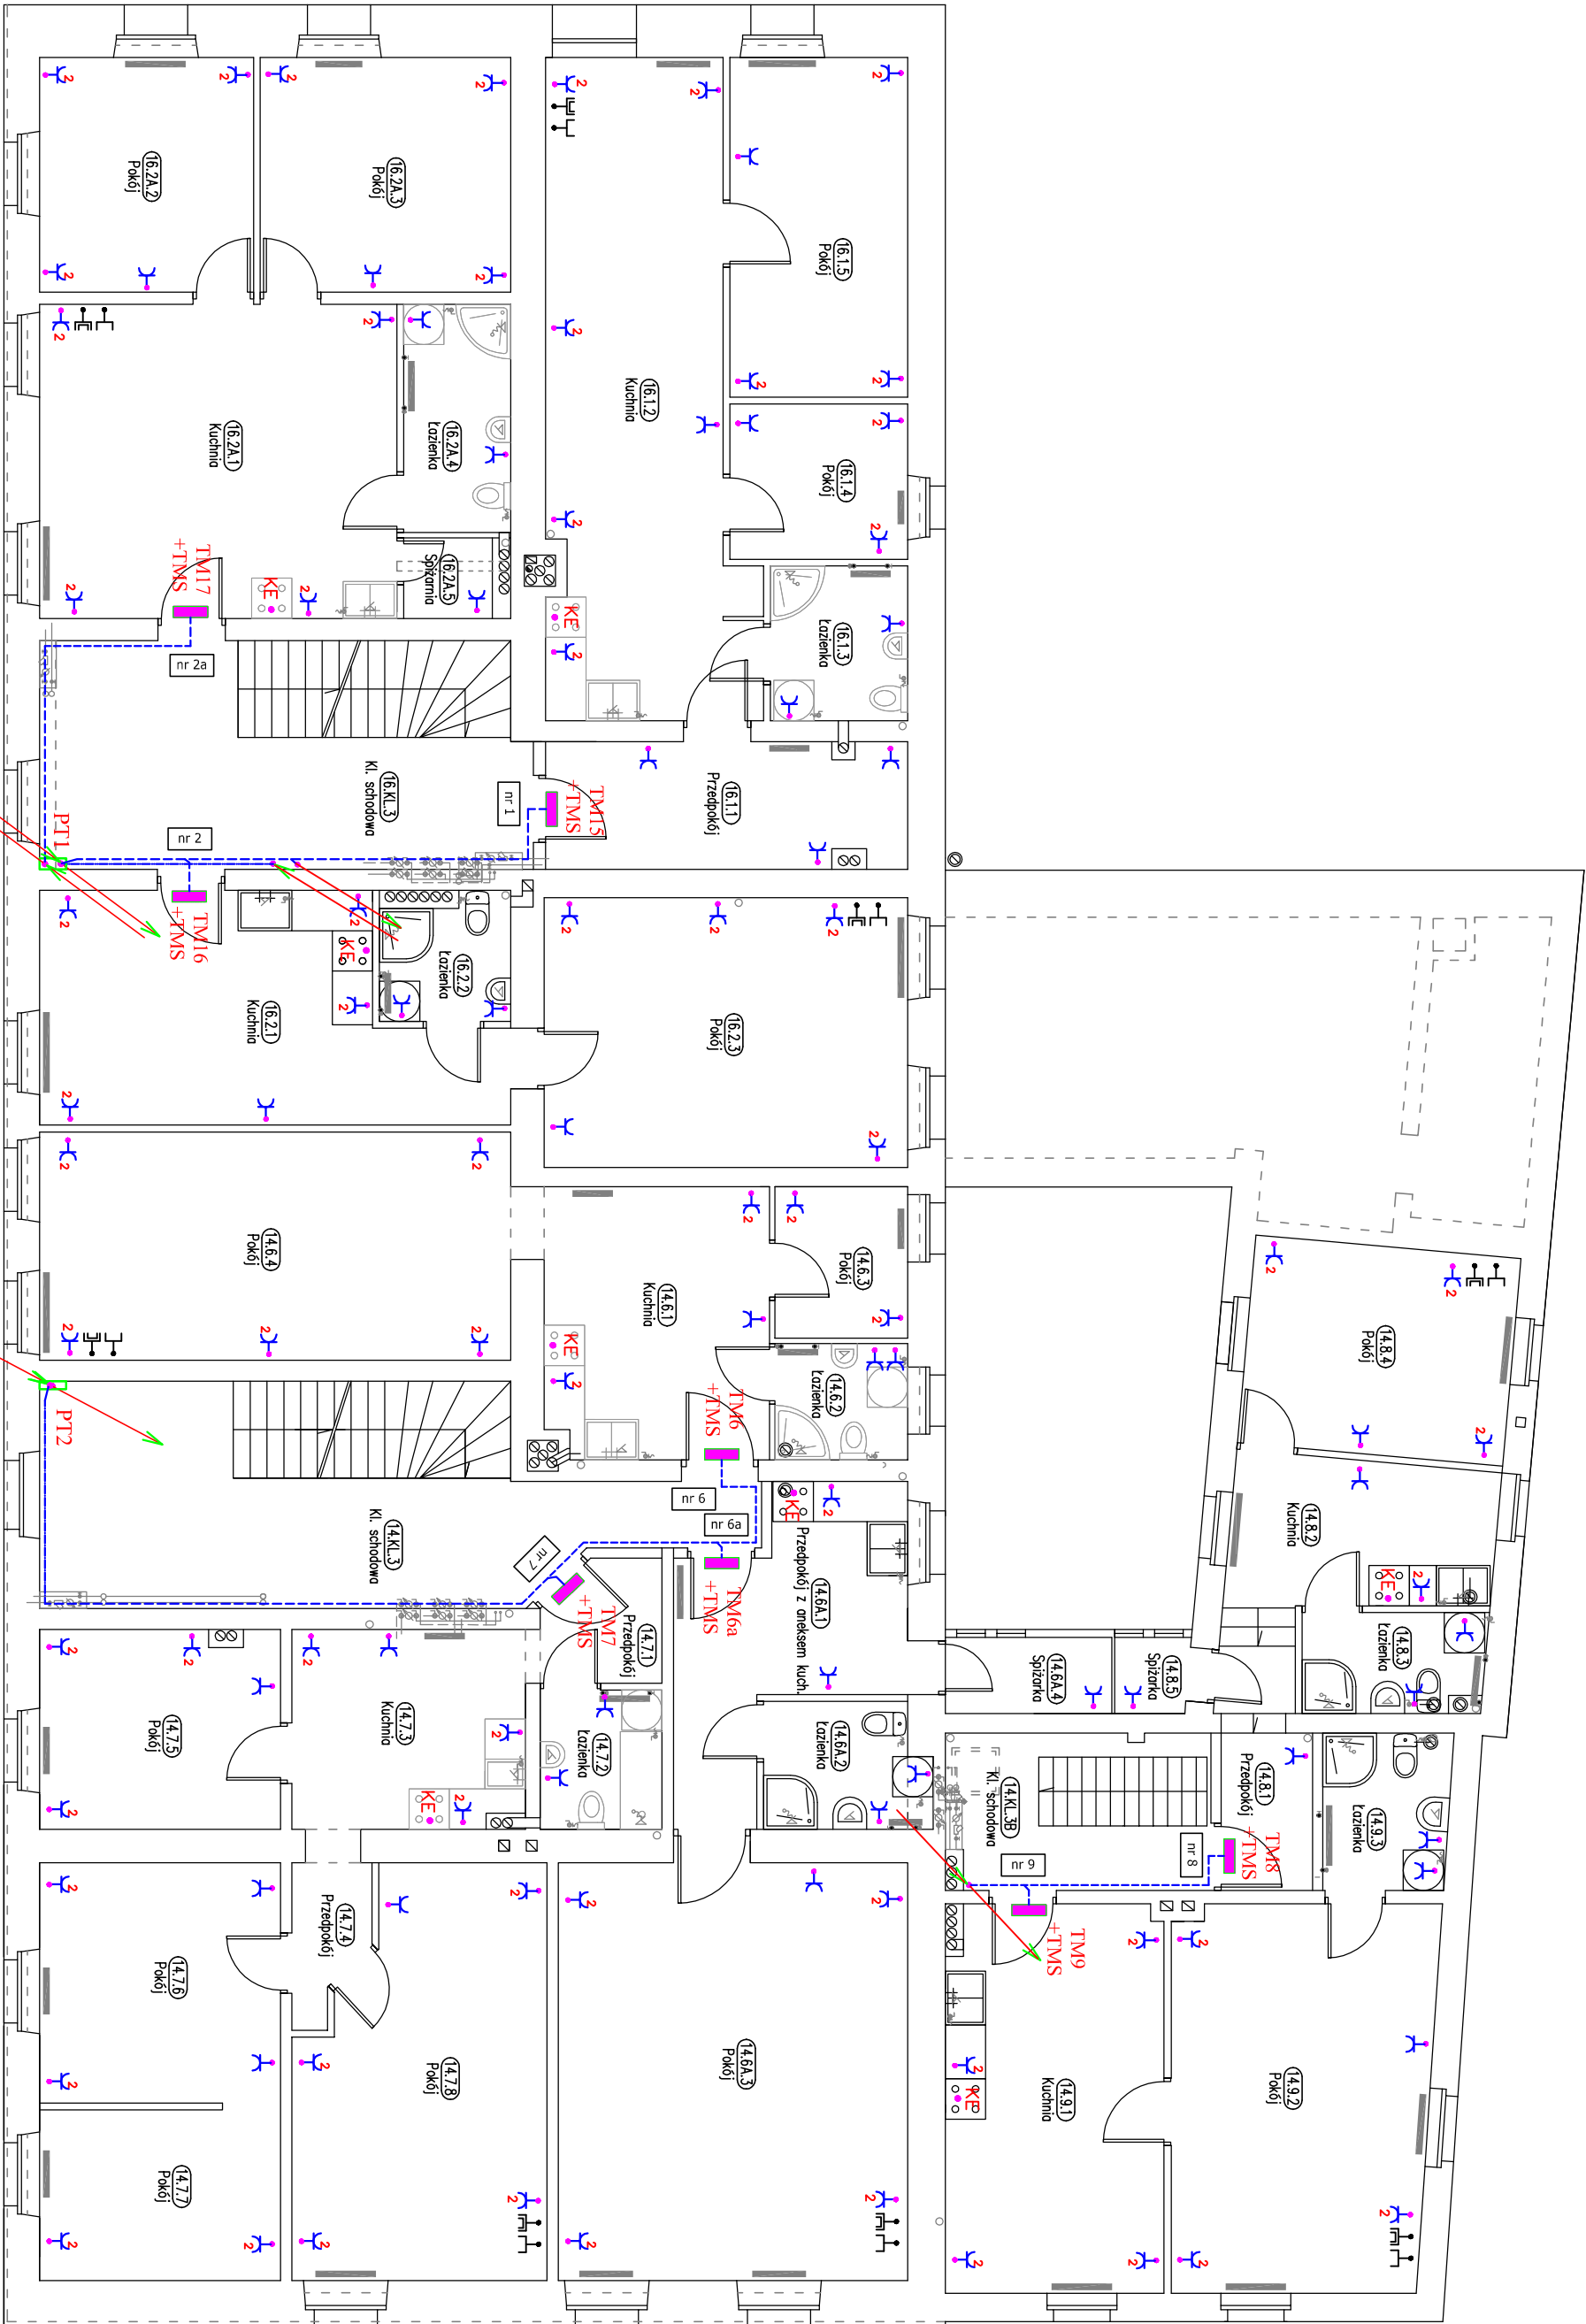 16.2A.2
Pokój
16.2A.3
Pokój
16.1.5
Pokój
16.1.2
Kuchnia
16.1.4
Pokój
16.2A.1
Kuchnia
16.2A.4
Łazienka
16.2A.5
Spiżarnia
16.1.3
Łazienka
TM17
+TMS
KE
KE
nr 2a
16.KL.3
Kl. schodowa
nr 1
TM15
+TMS
16.1.1
Przedpokój
PT1
nr 2
TM16
+TMS
KE
16.2.2
Łazienka
16.2.1
Kuchnia
16.2.3
Pokój
14.6.4
Pokój
14.6.1
Kuchnia
14.6.3
Pokój
KE
14.6.2
Łazienka
TM6
+TMS
PT2
14.KL.3
Kl. schodowa
nr 6
nr 6a
nr 7
TM6a
+TMS
TM7
+TMS
KE
14.6A.1
Przedpokój z aneksem kuch.
14.8.4
Pokój
14.8.2
Kuchnia
KE
14.8.3
Łazienka
14.6A.4
Spiżarka
14.8.5
Spiżarka
14.7.1
Przedpokój
14.7.5
Pokój
14.7.3
Kuchnia
14.7.2
Łazienka
KE
14.6A.2
Łazienka
14.KL.3B
Kl. schodowa
14.8.1
Przedpokój
14.9.3
Łazienka
nr 8
TM8
+TMS
nr 9
TM9
+TMS
14.7.4
Przedpokój
14.7.6
Pokój
14.7.8
Pokój
14.6A.3
Pokój
14.9.1
Kuchnia
KE
14.9.2
Pokój
14.7.7
Pokój